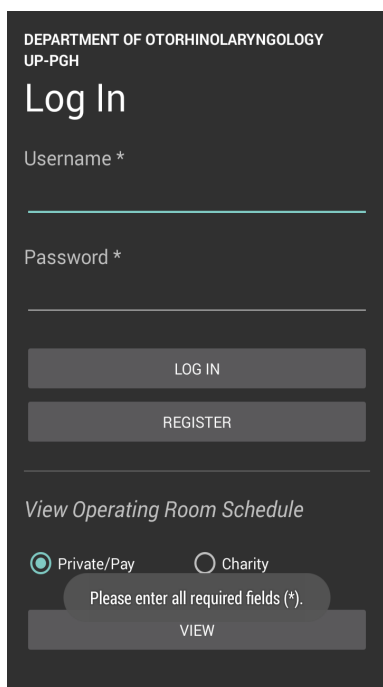 DEPARTMENT OF OTORHINOLARYNGOLOGY
UP-PGH
Log In
Username *
Password *
LOG IN
REGISTER
View Operating Room Schedule
Private/Pay Charity
Please enter all required fields (*).
VIEW